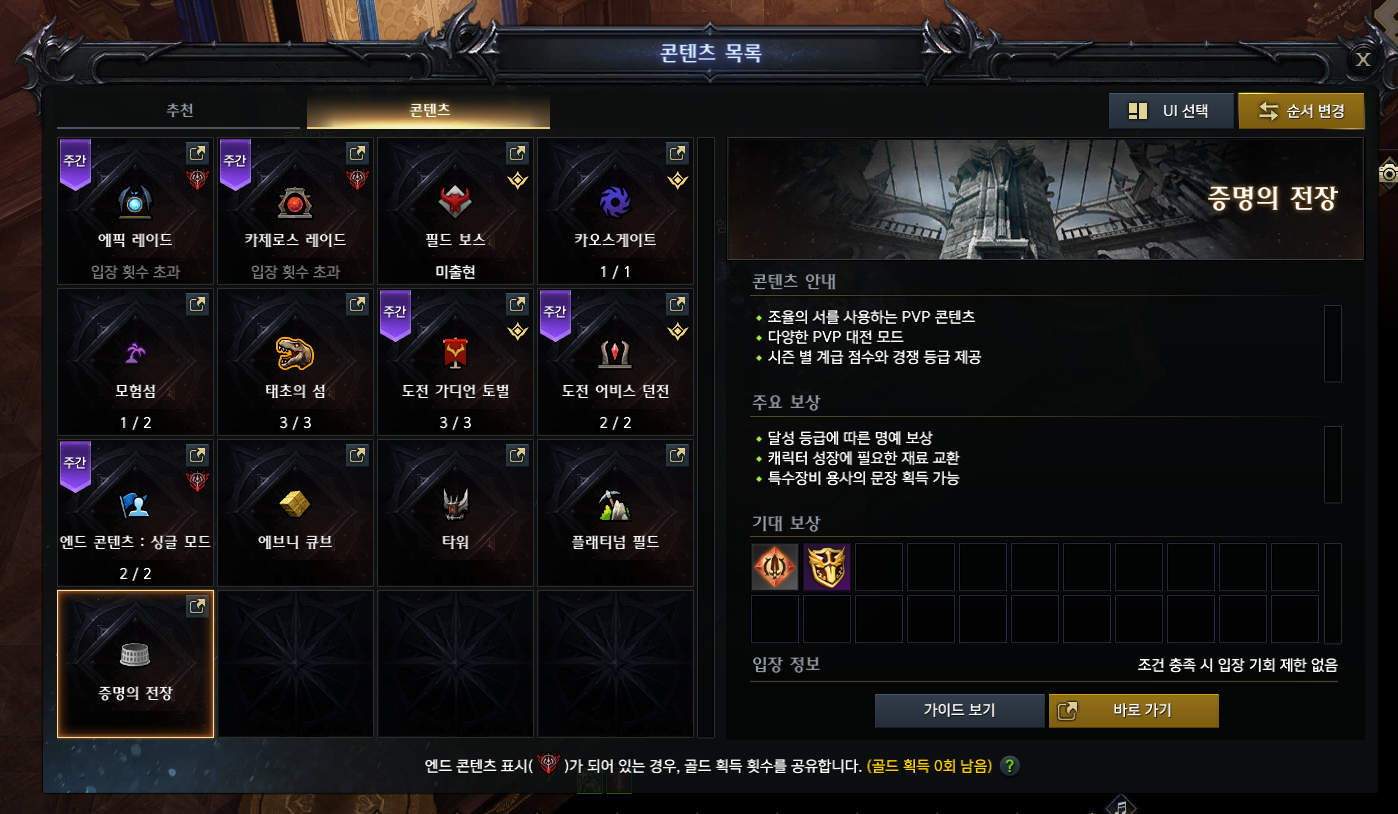 콘텐츠 목록
X
추천
콘텐츠
UI 선택
순서 변경
주간
에픽 레이드
입장 횟수 초과
주간
카제로스 레이드
입장 횟수 초과
필드 보스
미출현
카오스게이트
1 / 1
모험섬
1 / 2
태초의 섬
3 / 3
주간
도전 가디언 토벌
3 / 3
주간
도전 어비스 던전
2 / 2
주간
엔드 콘텐츠 : 싱글 모드
2 / 2
에브니 큐브
타워
플래티넘 필드
증명의 전장
증명의 전장
콘텐츠 안내
조율의 서를 사용하는 PVP 콘텐츠
다양한 PVP 대전 모드
시즌 별 계급 점수와 경쟁 등급 제공
주요 보상
달성 등급에 따른 명예 보상
캐릭터 성장에 필요한 재료 교환
특수장비 용사의 문장 획득 가능
기대 보상
입장 정보
조건 충족 시 입장 기회 제한 없음
가이드 보기
바로 가기
엔드 콘텐츠 표시( )가 되어 있는 경우, 골드 획득 횟수를 공유합니다. (골드 획득 0회 남음) ?